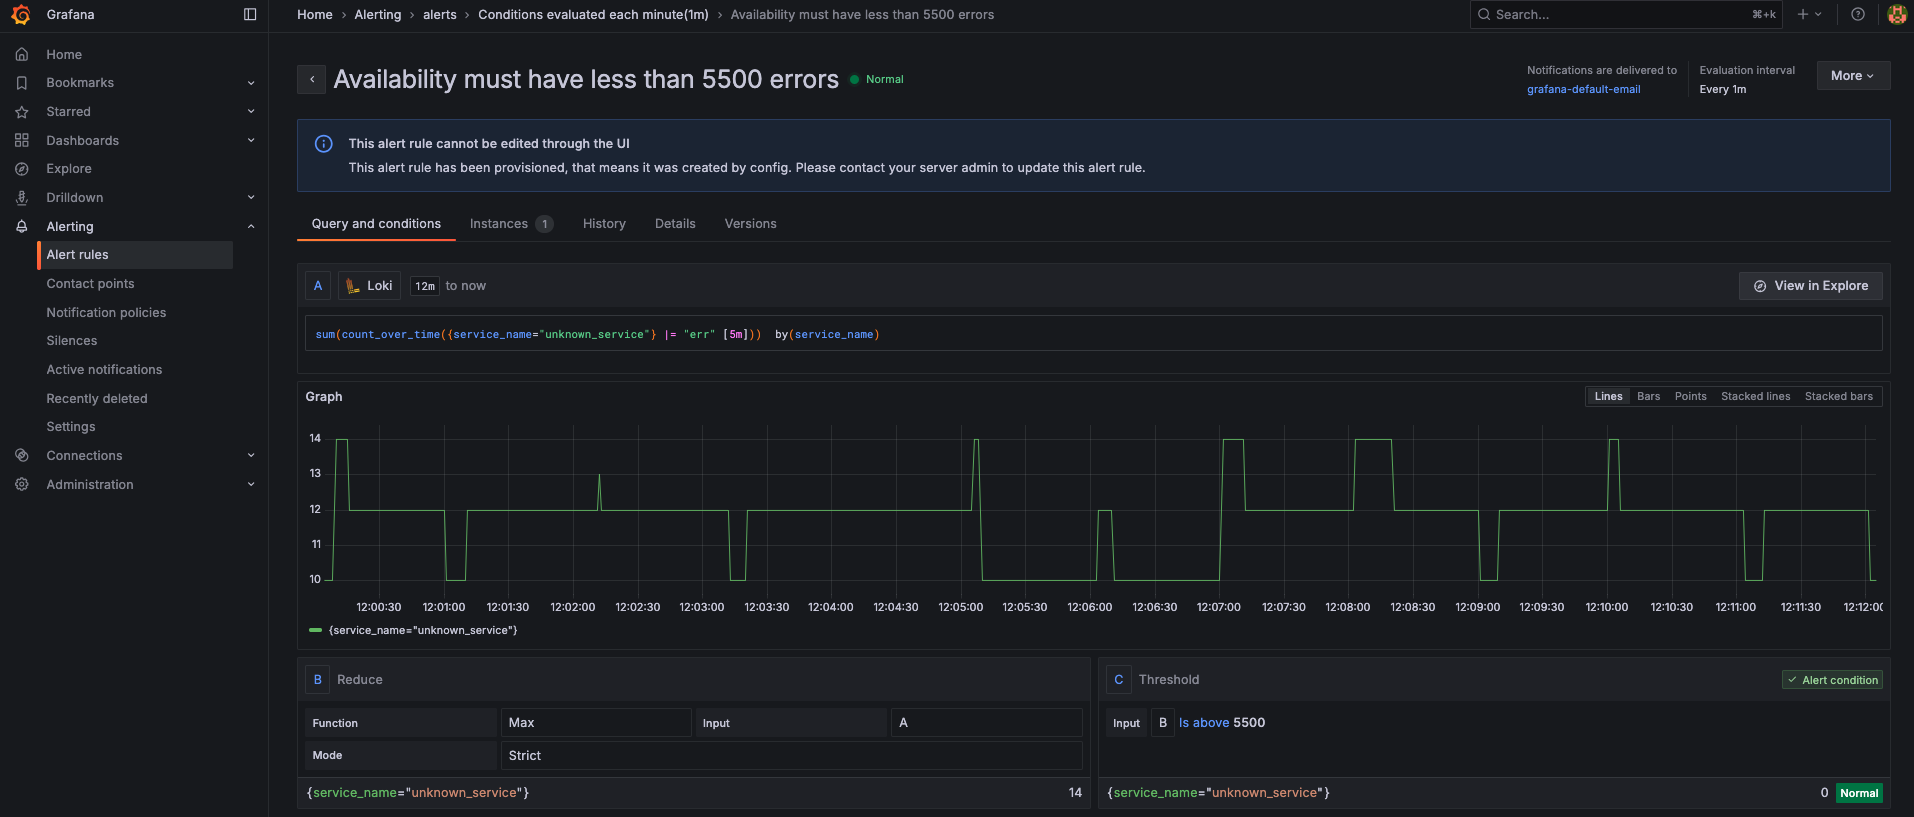 Grafana
Home › Alerting › alerts › Conditions evaluated each minute(1m) › Availability must have less than 5500 errors
Search...
⌘+k
Home
Bookmarks
Starred
Dashboards
Explore
Drilldown
Alerting
Alert rules
Contact points
Notification policies
Silences
Active notifications
Recently deleted
Settings
Connections
Administration
Availability must have less than 5500 errors
Normal
Notifications are delivered to
grafana-default-email
Evaluation interval
Every 1m
More
This alert rule cannot be edited through the UI
This alert rule has been provisioned, that means it was created by config. Please contact your server admin to update this alert rule.
Query and conditions
Instances 1
History
Details
Versions
A
Loki
12m to now
View in Explore
sum(count_over_time({service_name="unknown_service"} |= "err" [5m])) by(service_name)
Graph
Lines Bars Points Stacked lines Stacked bars
14
13
12
11
10
12:00:30 12:01:00 12:01:30 12:02:00 12:02:30 12:03:00 12:03:30 12:04:00 12:04:30 12:05:00 12:05:30 12:06:00 12:06:30 12:07:00 12:07:30 12:08:00 12:08:30 12:09:00 12:09:30 12:10:00 12:10:30 12:11:00 12:11:30 12:12:00
{service_name="unknown_service"}
B Reduce
Function Max Input A
Mode Strict
{service_name="unknown_service"} 14
C Threshold
Alert condition
Input B Is above 5500
{service_name="unknown_service"} 0 Normal